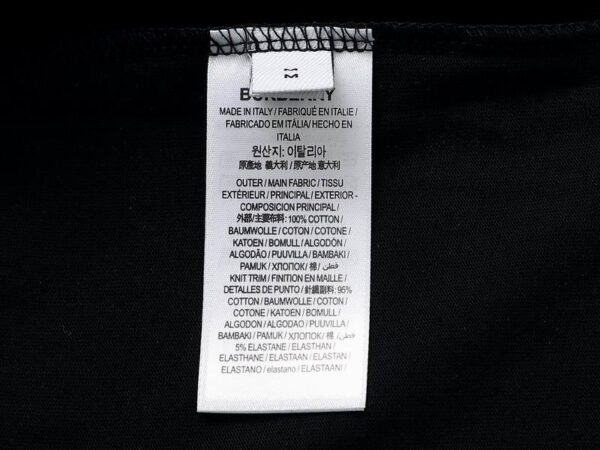 M
BURBERRY
MADE IN ITALY / FABRIQUÉ EN ITALIE /
FABRICADO EM ITÁLIA/ HECHO EN
ITALIA
원산지: 이탈리아
原產地 義大利 / 原产地 意大利
OUTER / MAIN FABRIC / TISSU
EXTÉRIEUR / PRINCIPAL / EXTERIOR -
COMPOSICION PRINCIPAL /
外部/主要布料: 100% COTTON /
BAUMWOLLE / COTON / COTONE /
KATOEN / BOMULL / ALGODÓN /
ALGODÃO / PUUVILLA / BAMBAKI /
PAMUK / ХЛОПОК / 棉 / قطن /
KNIT TRIM / FINITION EN MAILLE /
DETALLES DE PUNTO / 針織副料: 95%
COTTON / BAUMWOLLE / COTON /
COTONE / KATOEN / BOMULL /
ALGODON / ALGODAO / PUUVILLA /
BAMBAKI / PAMUK / ХЛОПОК / 棉 / قطن /
5% ELASTANE / ELASTHAN /
ELASTHANE / ELASTAAN / ELASTAN /
ELASTANO / elastano / ELASTAANI /